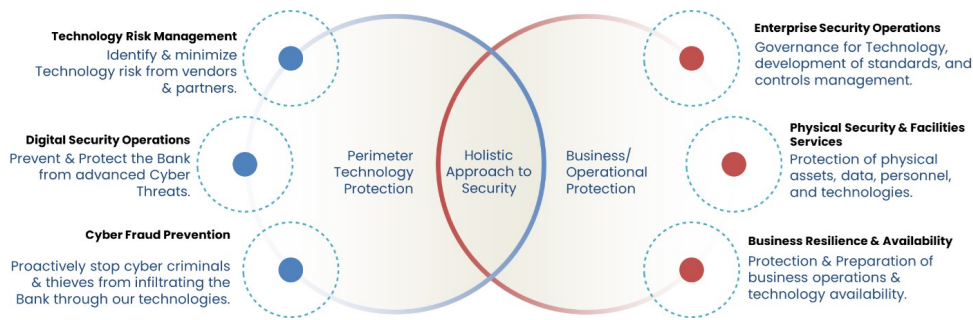 Technology Risk Management
Identify & minimize
Technology risk from vendors
& partners.
Digital Security Operations
Prevent & Protect the Bank
from advanced Cyber
Threats.
Cyber Fraud Prevention
Proactively stop cyber criminals
& thieves from infiltrating the
Bank through our technologies.
Perimeter
Technology
Protection
Holistic
Approach to
Security
Business/
Operational
Protection
Enterprise Security Operations
Governance for Technology,
development of standards, and
controls management.
Physical Security & Facilities
Services
Protection of physical
assets, data, personnel,
and technologies.
Business Resilience & Availability
Protection & Preparation of
business operations &
technology availability.